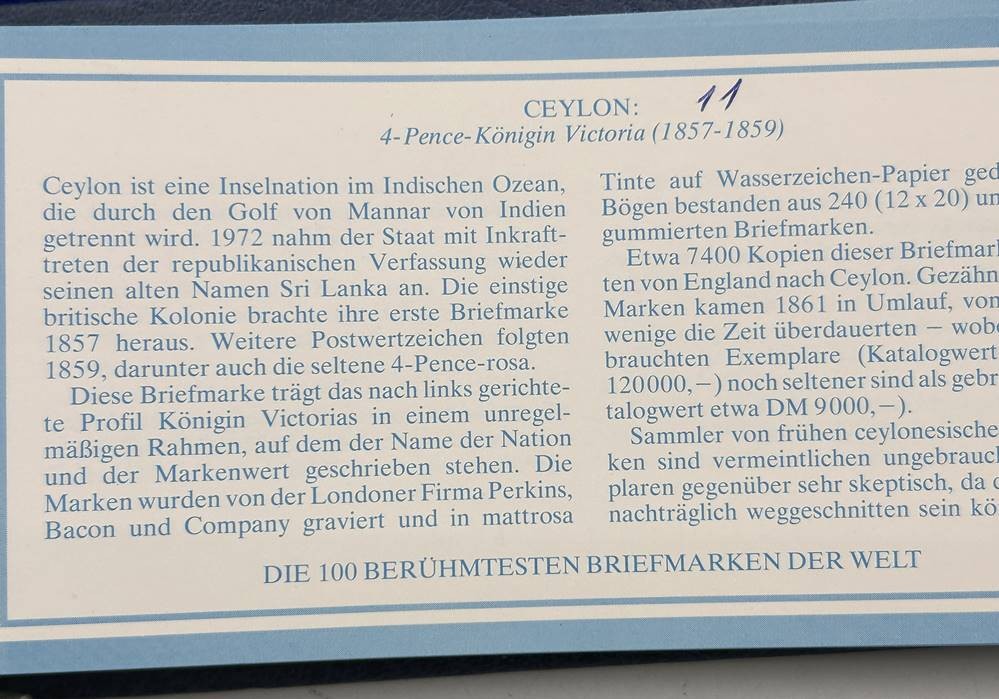 CEYLON: 11
4-Pence-Königin Victoria (1857-1859)
Ceylon ist eine Inselnation im Indischen Ozean,
die durch den Golf von Mannar von Indien
getrennt wird. 1972 nahm der Staat mit Inkraft-
treten der republikanischen Verfassung wieder
seinen alten Namen Sri Lanka an. Die einstige
britische Kolonie brachte ihre erste Briefmarke
1857 heraus. Weitere Postwertzeichen folgten
1859, darunter auch die seltene 4-Pence-rosa.
Diese Briefmarke trägt das nach links gerichte-
te Profil Königin Victorias in einem unregel-
mäßigen Rahmen, auf dem der Name der Nation
und der Markenwert geschrieben stehen. Die
Marken wurden von der Londoner Firma Perkins,
Bacon und Company graviert und in mattrosa
Tinte auf Wasserzeichen-Papier
Bögen bestanden aus 240 (12 x 20)
gummierten Briefmarken.
Etwa 7400 Kopien dieser
ten von England nach Ceylon.
Marken kamen 1861 in Umlauf,
wenige die Zeit überdauerten –
brauchten Exemplare (Katalogwert
120000,–) noch seltener sind als
talogwert etwa DM 9000,–).
Sammler von frühen
ken sind vermeintlichen
plaren gegenüber sehr skeptisch, da
nachträglich weggeschnitten sein
DIE 100 BERÜHMTESTEN BRIEFMARKEN DER WELT